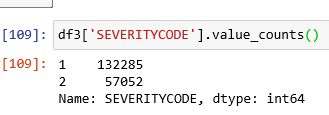 [109]: df3['SEVERITYCODE'].value_counts()
[109]: 1    132285
2     57052
Name: SEVERITYCODE, dtype: int64